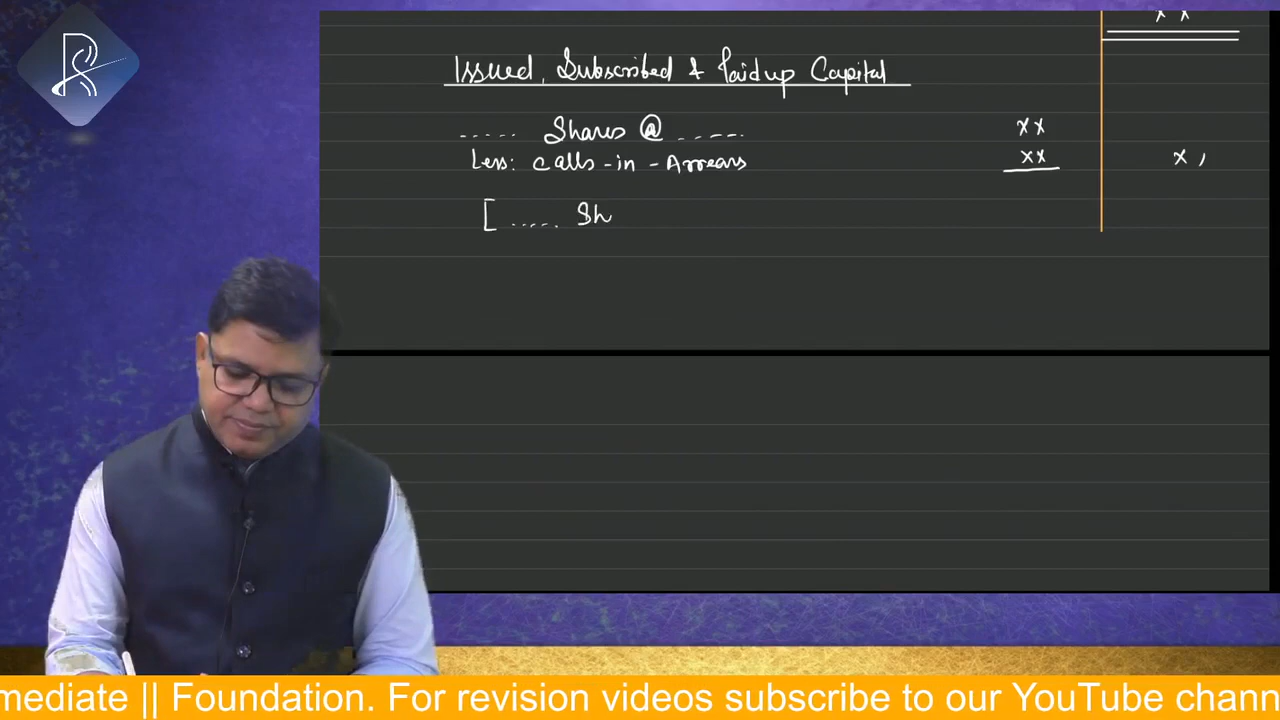 x x
Issued, Subscribed & Paidup Capital
..... Shares @ ..... xx
Less: Calls-in-Arrears xx x ,
[ ..... Sh
RS
mediate || Foundation. For revision videos subscribe to our YouTube chann